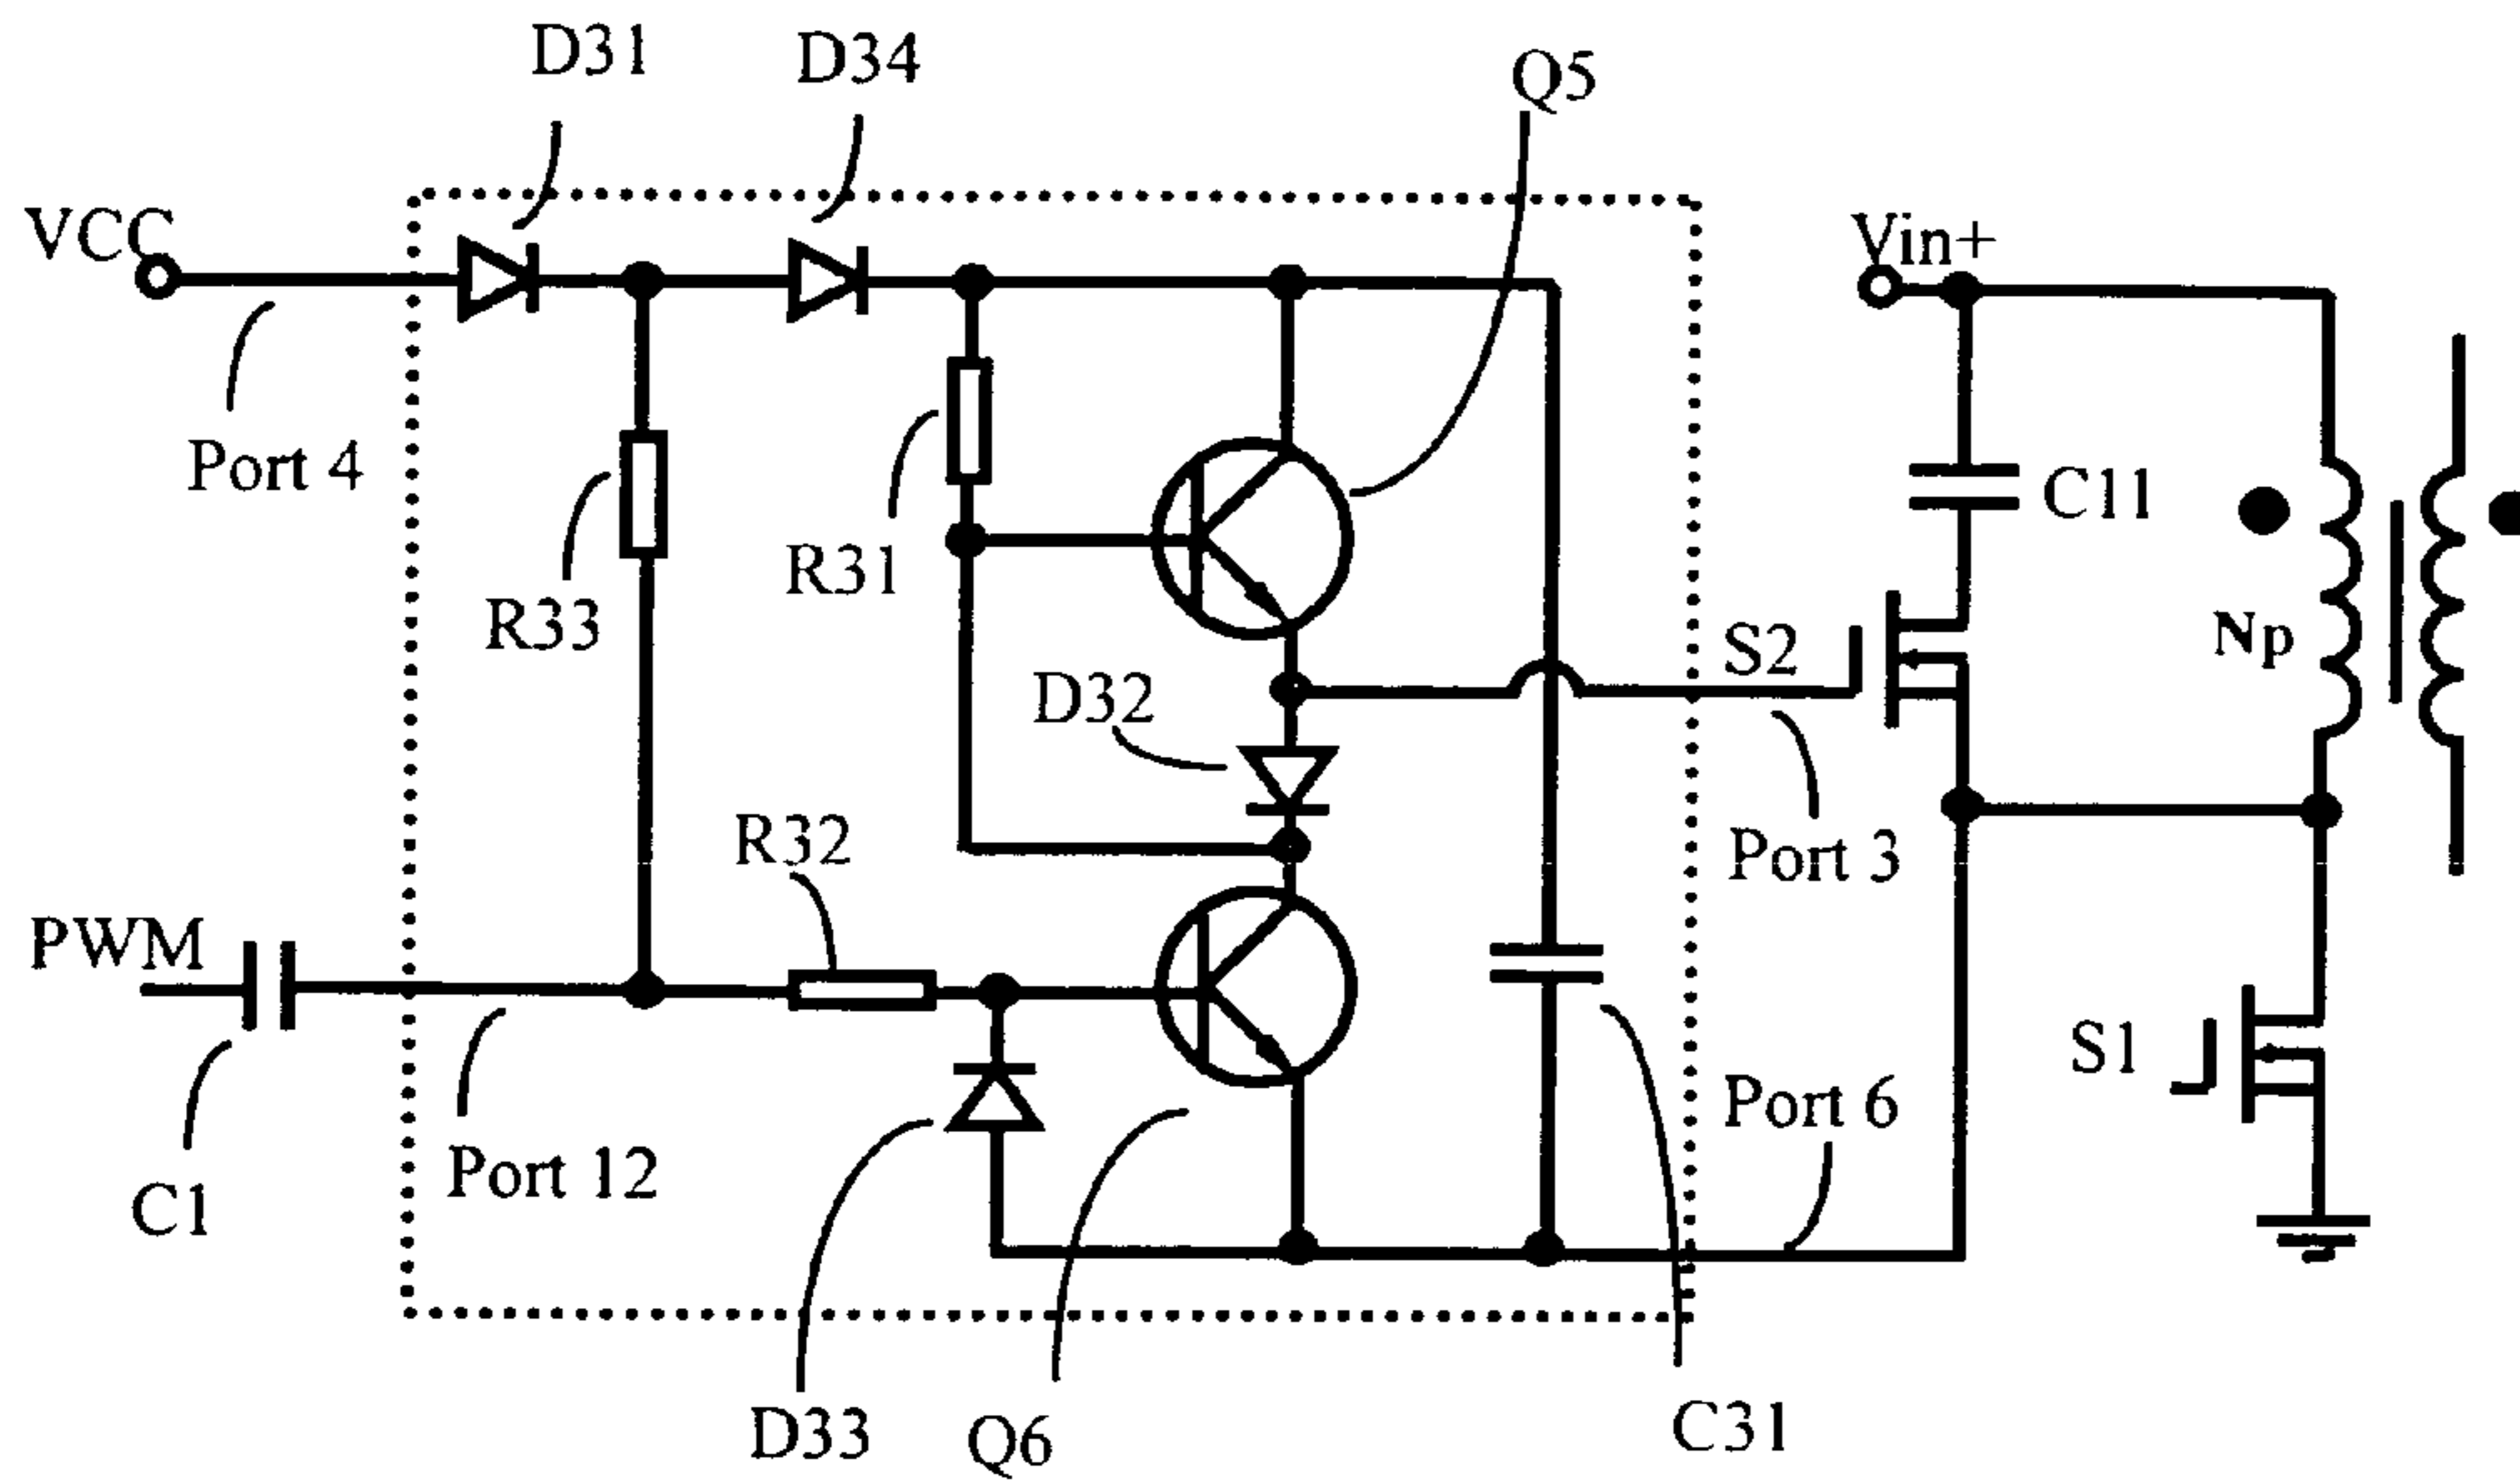 D31
D34
Q5
VCC
Vin+
Port 4
R33
R31
C11
S2
Np
D32
R32
Port 3
PWM
S1
Port 6
Port 12
C1
D33
Q6
C31